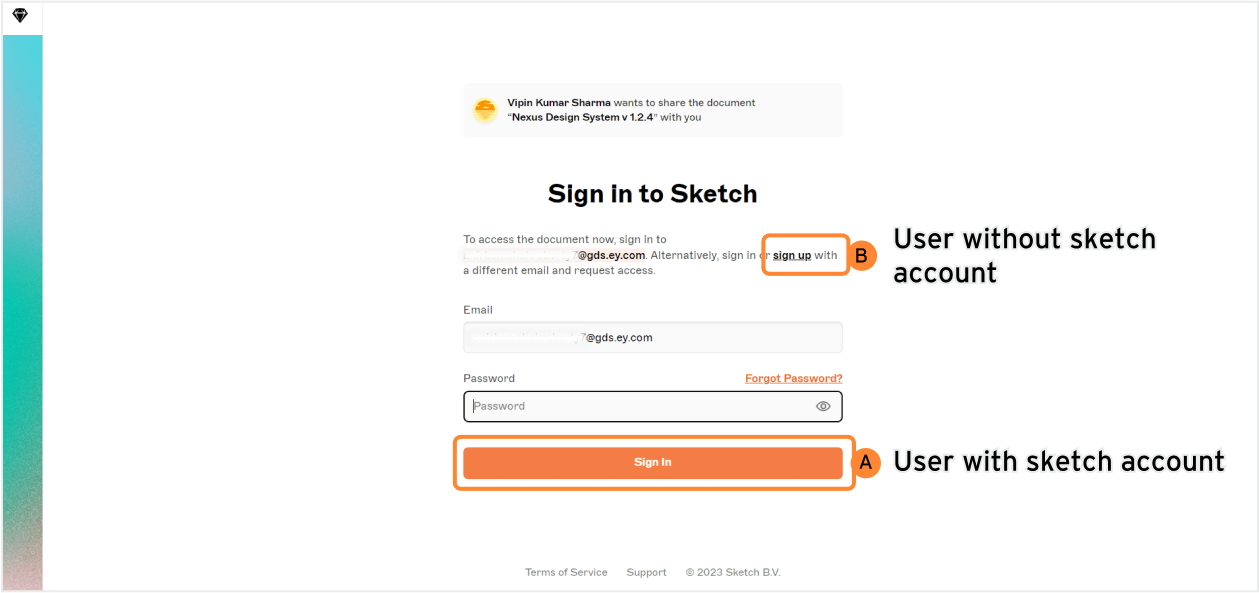 Vipin Kumar Sharma wants to share the document
“Nexus Design System v 1.2.4” with you
Sign in to Sketch
To access the document now, sign in to
7@gds.ey.com. Alternatively, sign in or sign up with
a different email and request access.
B
User without sketch
account
Email
7@gds.ey.com
Password
Forgot Password?
Password
Sign In
A
User with sketch account
Terms of Service
Support
© 2023 Sketch B.V.